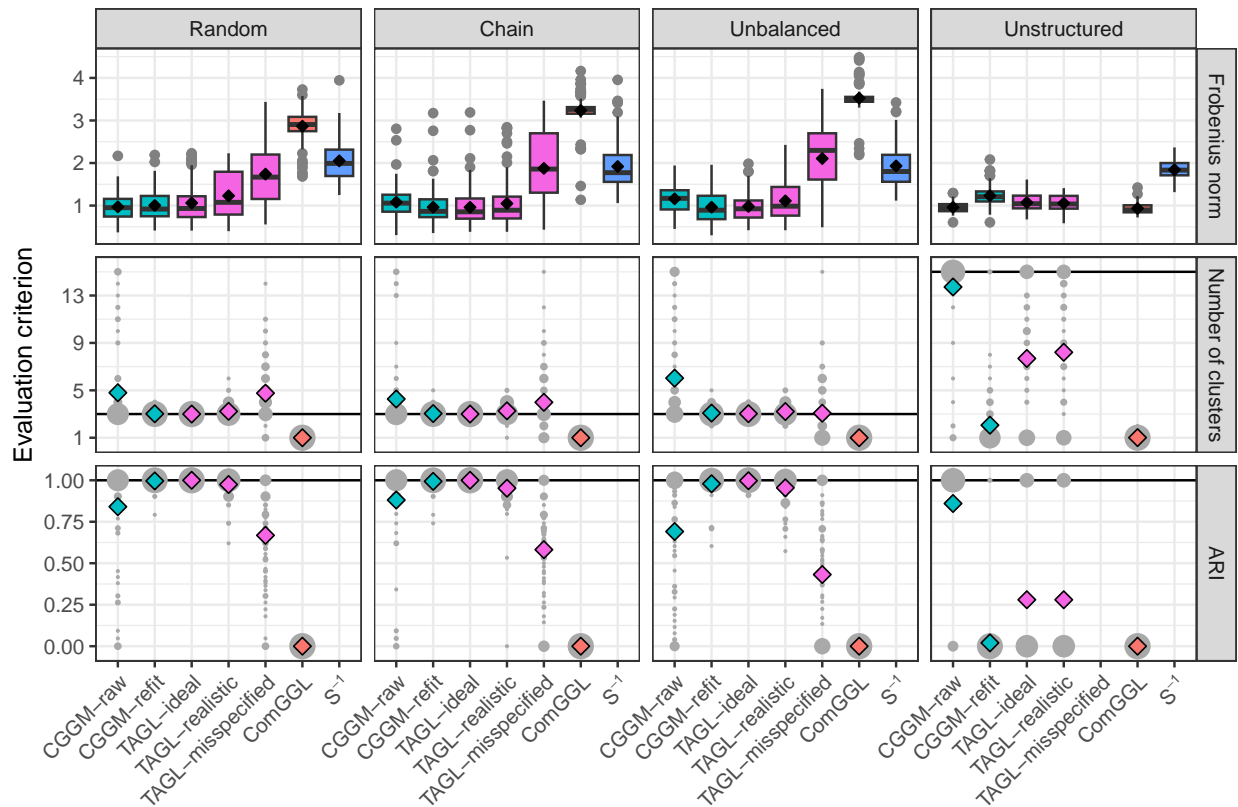 Random Chain Unbalanced Unstructured
4
3
2
1
Frobenius norm
13
9
5
1
Number of clusters
1.00
0.75
0.50
0.25
0.00
ARI
Evaluation criterion
CGGM−raw CGGM−refit TAGL−ideal TAGL−realistic TAGL−misspecified ComGGL S⁻¹
CGGM−raw CGGM−refit TAGL−ideal TAGL−realistic TAGL−misspecified ComGGL S⁻¹
CGGM−raw CGGM−refit TAGL−ideal TAGL−realistic TAGL−misspecified ComGGL S⁻¹
CGGM−raw CGGM−refit TAGL−ideal TAGL−realistic TAGL−misspecified ComGGL S⁻¹